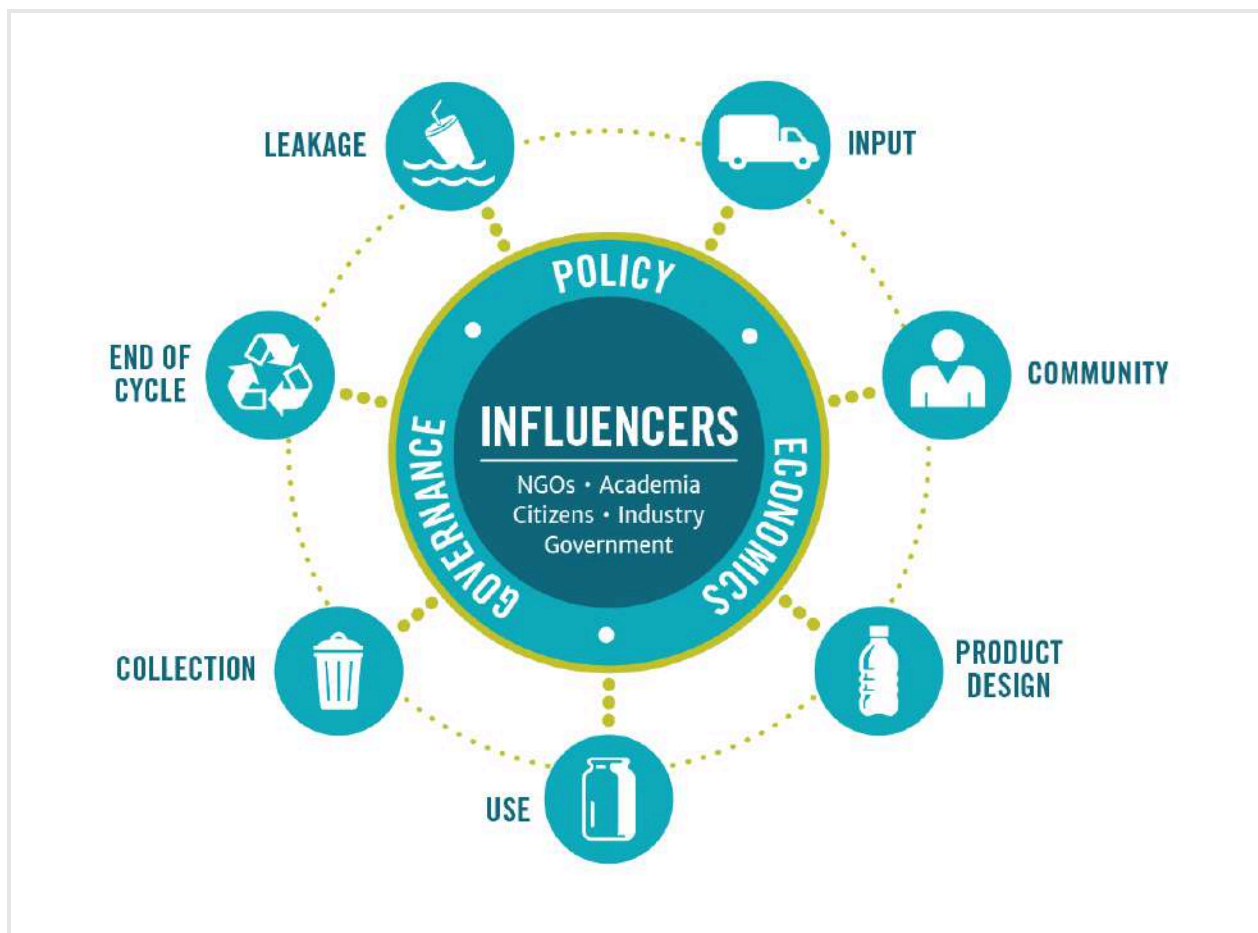 LEAKAGE
INPUT
POLICY
END OF
CYCLE
COMMUNITY
GOVERNANCE
INFLUENCERS
NGOs • Academia
Citizens • Industry
Government
ECONOMICS
COLLECTION
PRODUCT
DESIGN
USE